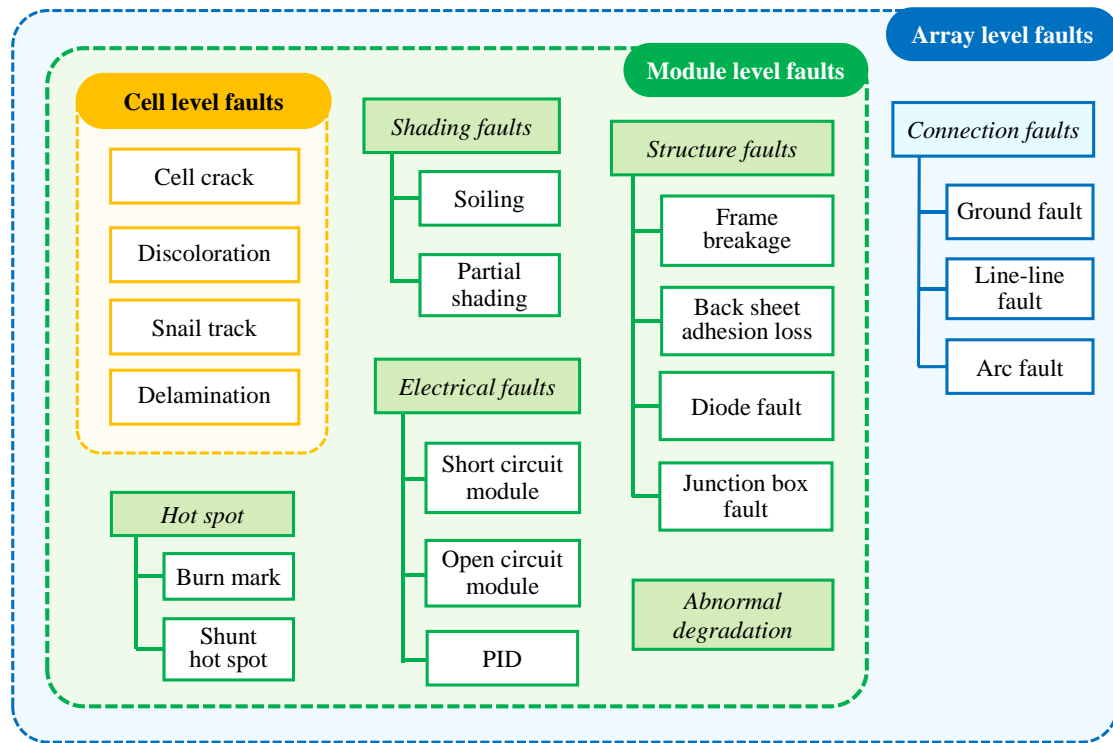 Array level faults
Module level faults
Cell level faults
Cell crack
Discoloration
Snail track
Delamination
Hot spot
Burn mark
Shunt
hot spot
Shading faults
Soiling
Partial
shading
Electrical faults
Short circuit
module
Open circuit
module
PID
Structure faults
Frame
breakage
Back sheet
adhesion loss
Diode fault
Junction box
fault
Abnormal
degradation
Connection faults
Ground fault
Line-line
fault
Arc fault